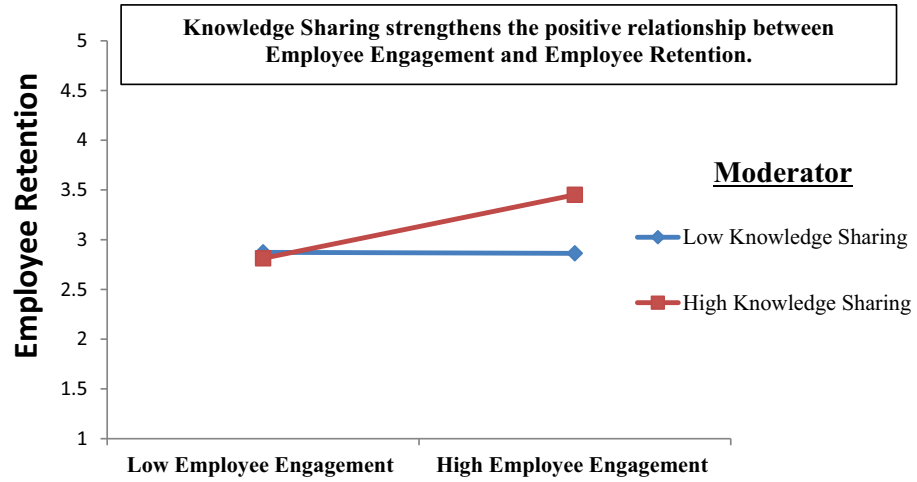 Knowledge Sharing strengthens the positive relationship between
Employee Engagement and Employee Retention.
5
4.5
4
3.5
3
2.5
2
1.5
1
Employee Retention
Low Employee Engagement
High Employee Engagement
Moderator
Low Knowledge Sharing
High Knowledge Sharing